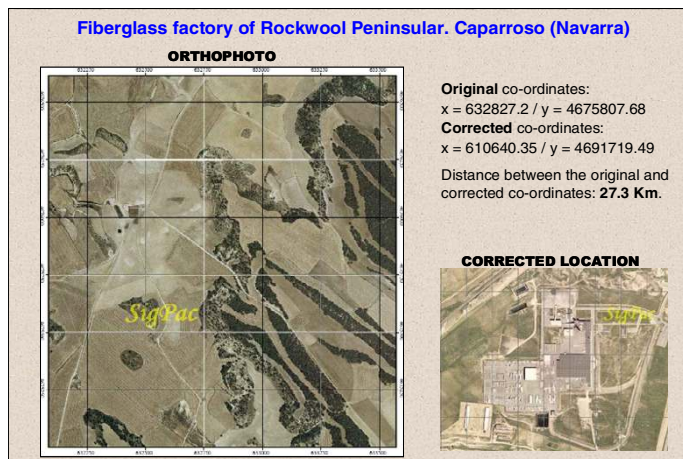 Fiberglass factory of Rockwool Peninsular. Caparroso (Navarra)
ORTHOPHOTO
SigPac
Original co-ordinates:
x = 632827.2 / y = 4675807.68
Corrected co-ordinates:
x = 610640.35 / y = 4691719.49
Distance between the original and
corrected co-ordinates: 27.3 Km.
CORRECTED LOCATION
SigPac